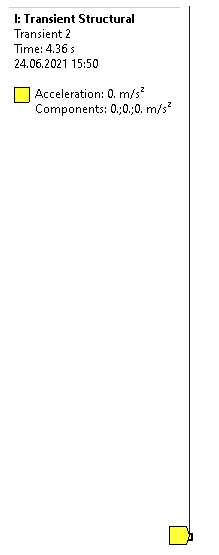 I: Transient Structural
Transient 2
Time: 4.36 s
24.06.2021 15:50
Acceleration: 0. m/s²
Components: 0.;0.;0. m/s²